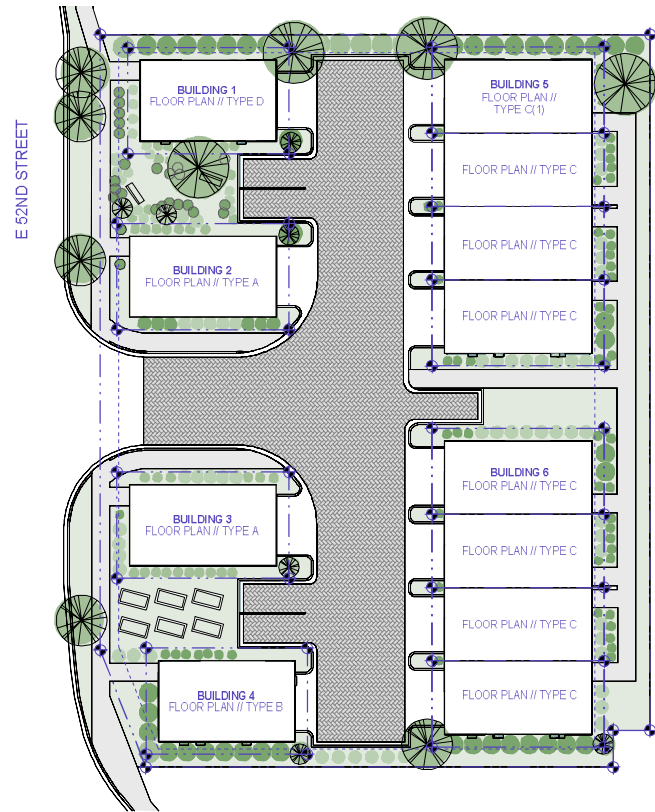 E 52ND STREET
BUILDING 1
FLOOR PLAN // TYPE D
BUILDING 2
FLOOR PLAN // TYPE A
BUILDING 3
FLOOR PLAN // TYPE A
BUILDING 4
FLOOR PLAN // TYPE B
BUILDING 5
FLOOR PLAN //
TYPE C(1)
FLOOR PLAN // TYPE C
FLOOR PLAN // TYPE C
FLOOR PLAN // TYPE C
BUILDING 6
FLOOR PLAN // TYPE C
FLOOR PLAN // TYPE C
FLOOR PLAN // TYPE C
FLOOR PLAN // TYPE C